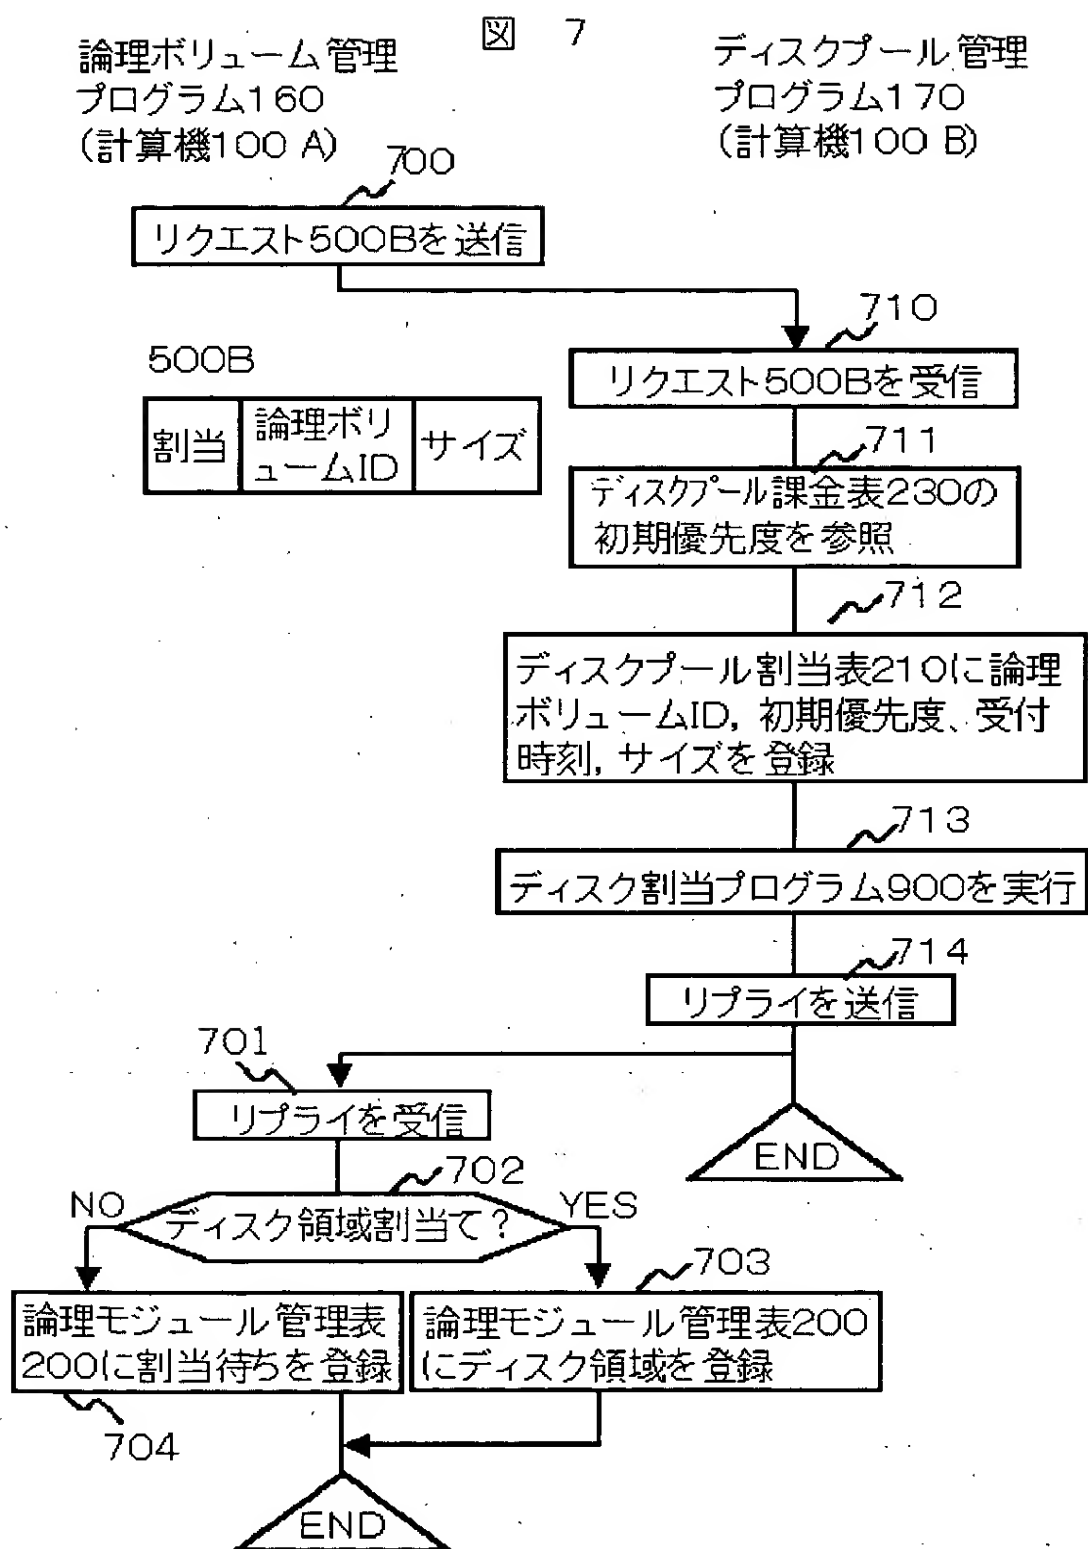 図 7
論理ボリューム管理
プログラム160
(計算機100 A)
ディスクプール管理
プログラム170
(計算機100 B)
700
リクエスト500Bを送信
710
リクエスト500Bを受信
500B
割当
論理ボリ
ュームID
サイズ
711
ディスクプール課金表230の
初期優先度を参照
712
ディスクプール割当表210に論理
ボリュームID, 初期優先度、受付
時刻, サイズを登録
713
ディスク割当プログラム900を実行
714
リプライを送信
END
701
リプライを受信
702
ディスク領域割当て?
NO
YES
703
論理モジュール管理表200
にディスク領域を登録
論理モジュール管理表
200に割当待ちを登録
704
END